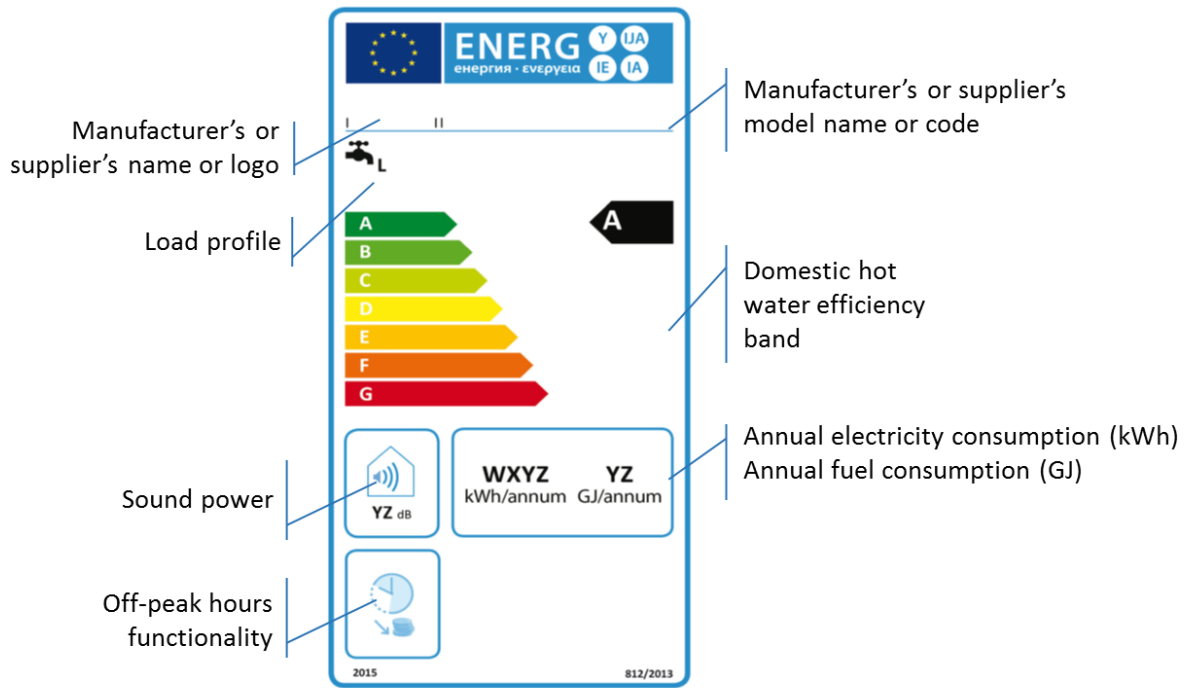 ENERG Y IJA
енергия · ενεργεια IE IA
Manufacturer’s or supplier’s
model name or code
I II
Manufacturer’s or
supplier’s name or logo
L
Load profile
A
A
B
C
D
E
F
G
Domestic hot
water efficiency
band
Annual electricity consumption (kWh)
Annual fuel consumption (GJ)
WXYZ YZ
kWh/annum GJ/annum
Sound power
YZ dB
Off-peak hours
functionality
2015 812/2013